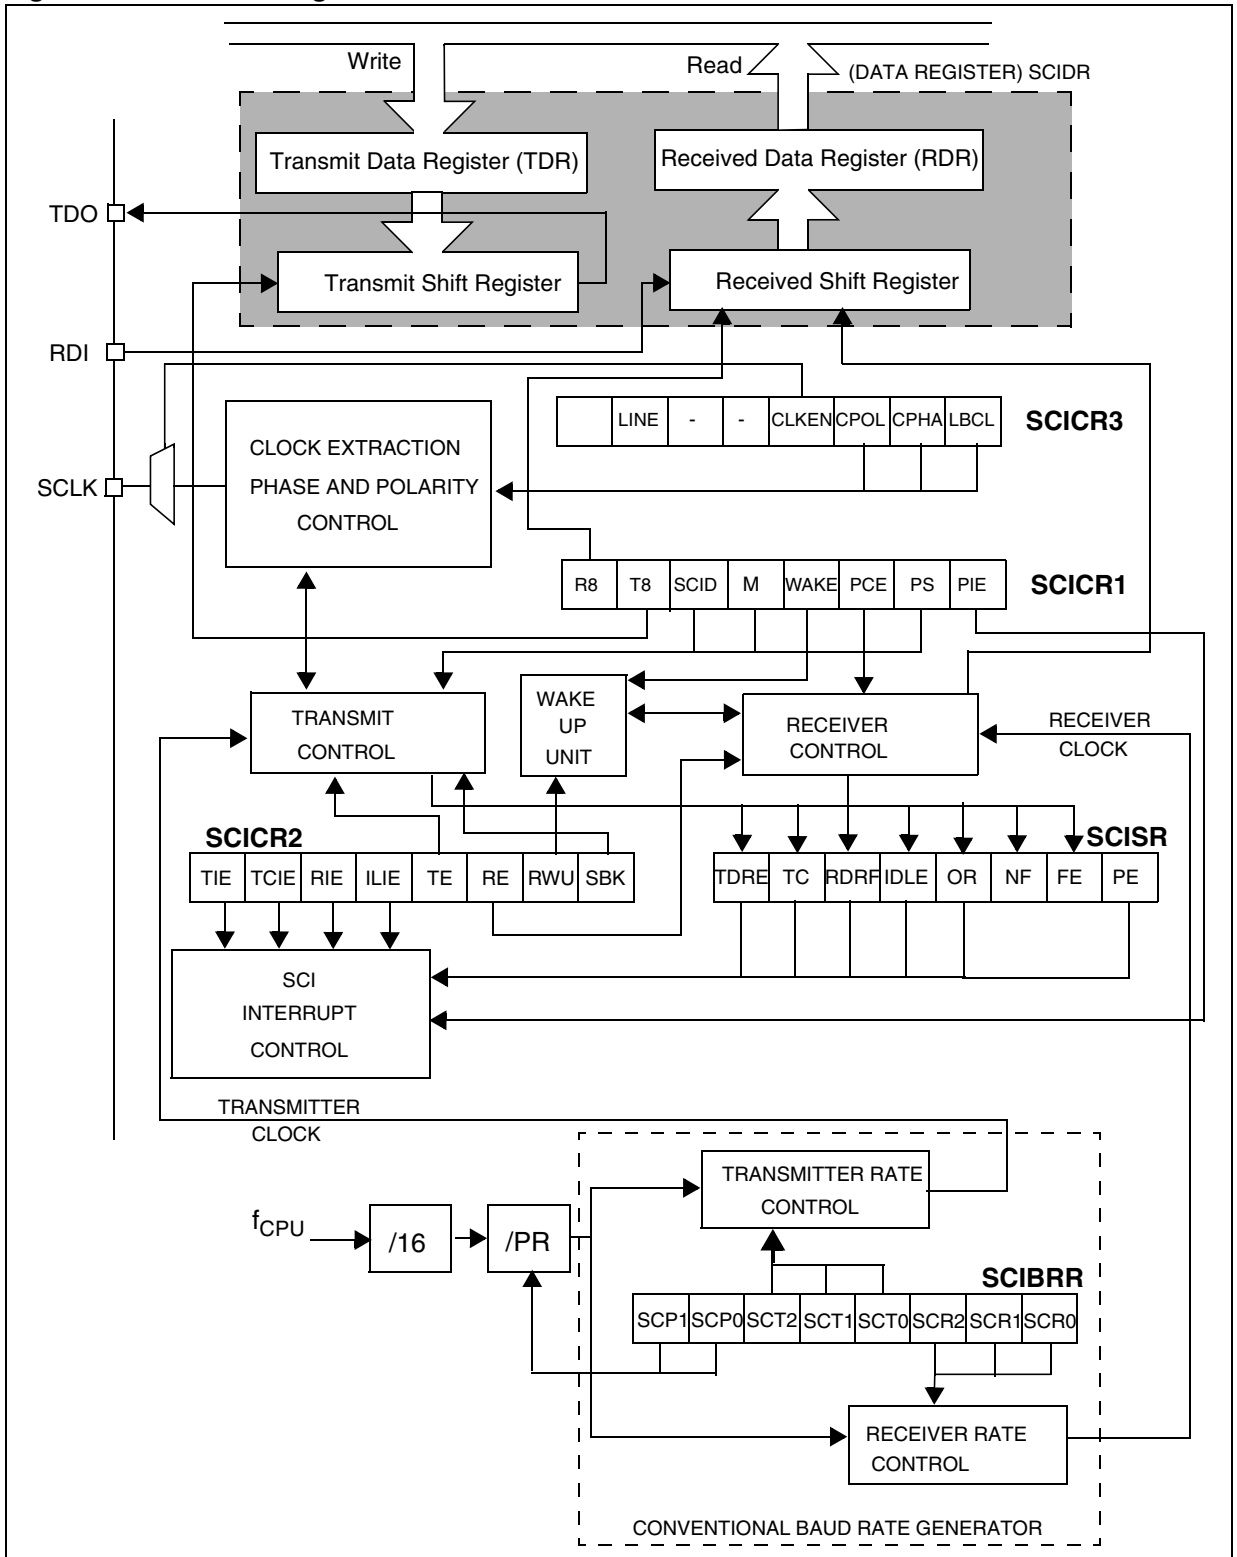 Write
Read
(DATA REGISTER) SCIDR
Transmit Data Register (TDR)
Received Data Register (RDR)
TDO
Transmit Shift Register
Received Shift Register
RDI
LINE - - CLKEN CPOL CPHA LBCL
SCICR3
CLOCK EXTRACTION
PHASE AND POLARITY
CONTROL
SCLK
R8 T8 SCID M WAKE PCE PS PIE
SCICR1
TRANSMIT
CONTROL
WAKE
UP
UNIT
RECEIVER
CONTROL
RECEIVER
CLOCK
SCICR2
SCISR
TIE TCIE RIE ILIE TE RE RWU SBK
TDRE TC RDRF IDLE OR NF FE PE
SCI
INTERRUPT
CONTROL
TRANSMITTER
CLOCK
TRANSMITTER RATE
CONTROL
fCPU
/16
/PR
SCIBRR
SCP1 SCP0 SCT2 SCT1 SCT0 SCR2 SCR1 SCR0
RECEIVER RATE
CONTROL
CONVENTIONAL BAUD RATE GENERATOR